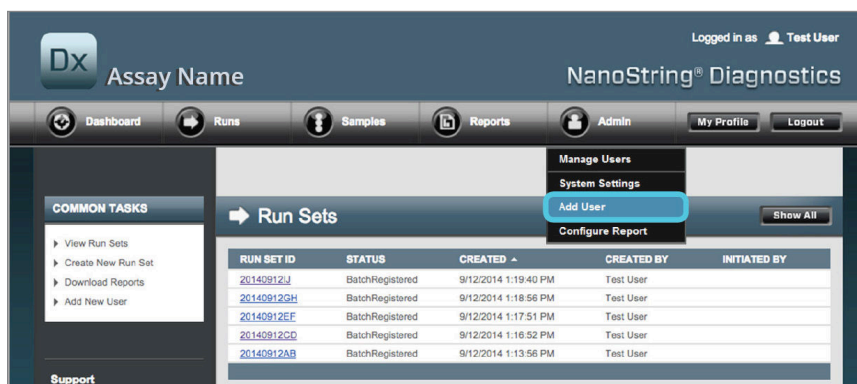 Logged in as Test User
Dx Assay Name
NanoString® Diagnostics
Dashboard Runs Samples Reports Admin My Profile Logout
Manage Users
System Settings
Add User
Configure Report
COMMON TASKS
View Run Sets
Create New Run Set
Download Reports
Add New User
Support
Run Sets Show All
RUN SET ID STATUS CREATED CREATED BY INITIATED BY
20140912IJ BatchRegistered 9/12/2014 1:19:40 PM Test User
20140912GH BatchRegistered 9/12/2014 1:18:56 PM Test User
20140912EF BatchRegistered 9/12/2014 1:17:51 PM Test User
20140912CD BatchRegistered 9/12/2014 1:16:52 PM Test User
20140912AB BatchRegistered 9/12/2014 1:13:56 PM Test User